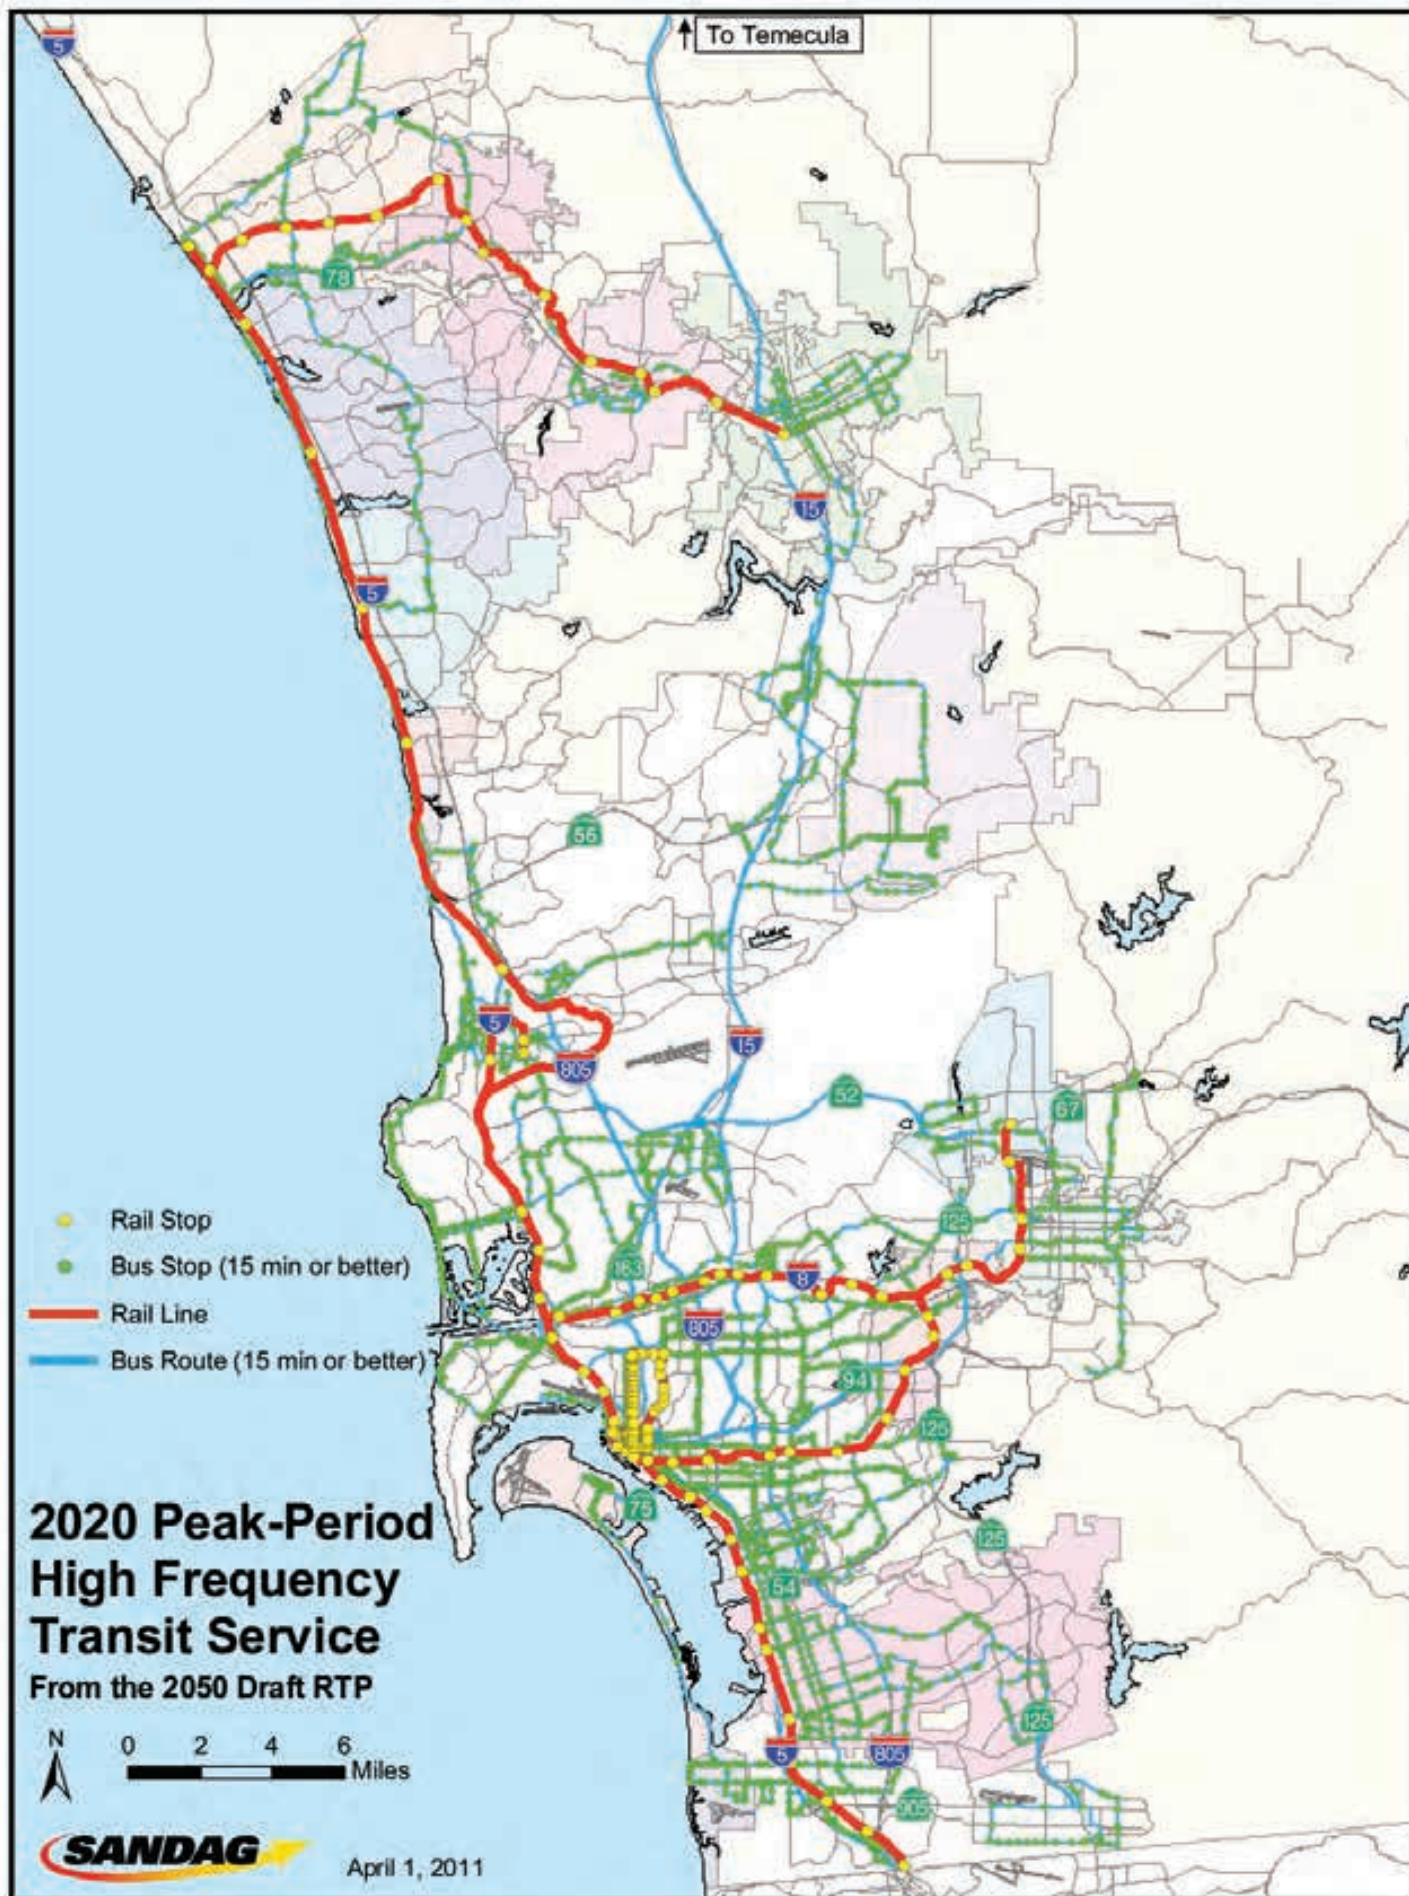 5
To Temecula
78
15
5
56
5
15
805
52
67
125
163
8
805
94
125
75
125
54
125
5
805
905
Rail Stop
Bus Stop (15 min or better)
Rail Line
Bus Route (15 min or better)
2020 Peak-Period
High Frequency
Transit Service
From the 2050 Draft RTP
N
0 2 4 6
Miles
SANDAG
April 1, 2011